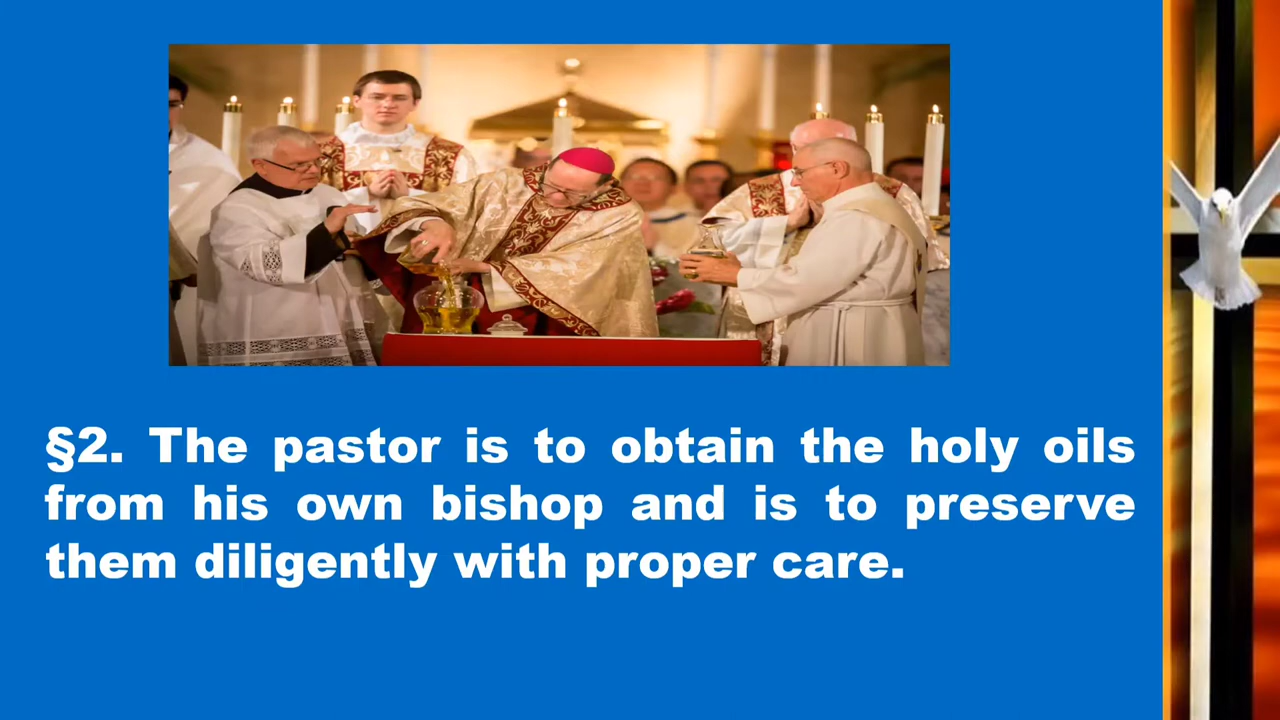 §2. The pastor is to obtain the holy oils
from his own bishop and is to preserve
them diligently with proper care.